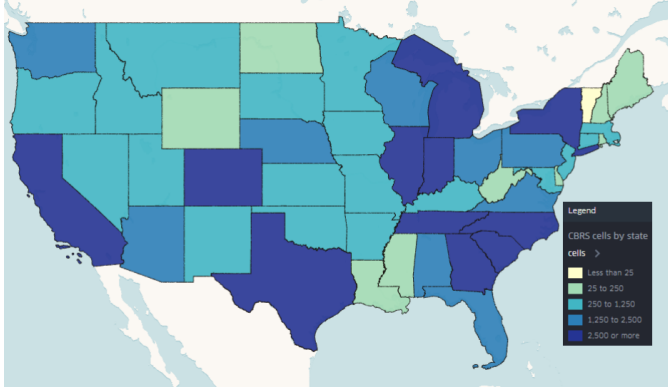 Legend
CBRS cells by state
cells >
Less than 25
25 to 250
250 to 1,250
1,250 to 2,500
2,500 or more